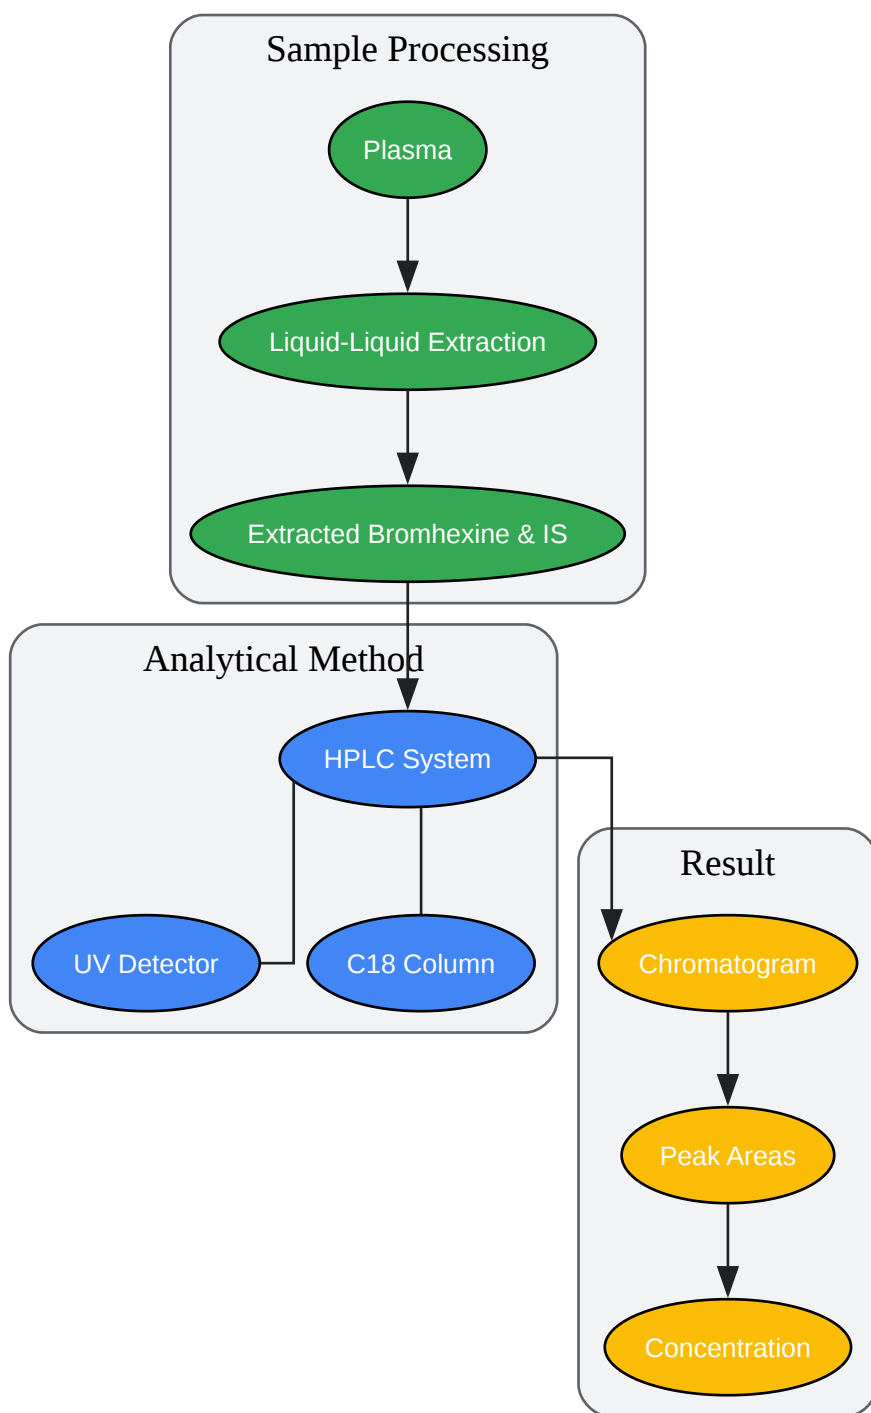 Sample Processing
Plasma
Liquid-Liquid Extraction
Extracted Bromhexine & IS
Analytical Method
HPLC System
UV Detector
C18 Column
Result
Chromatogram
Peak Areas
Concentration